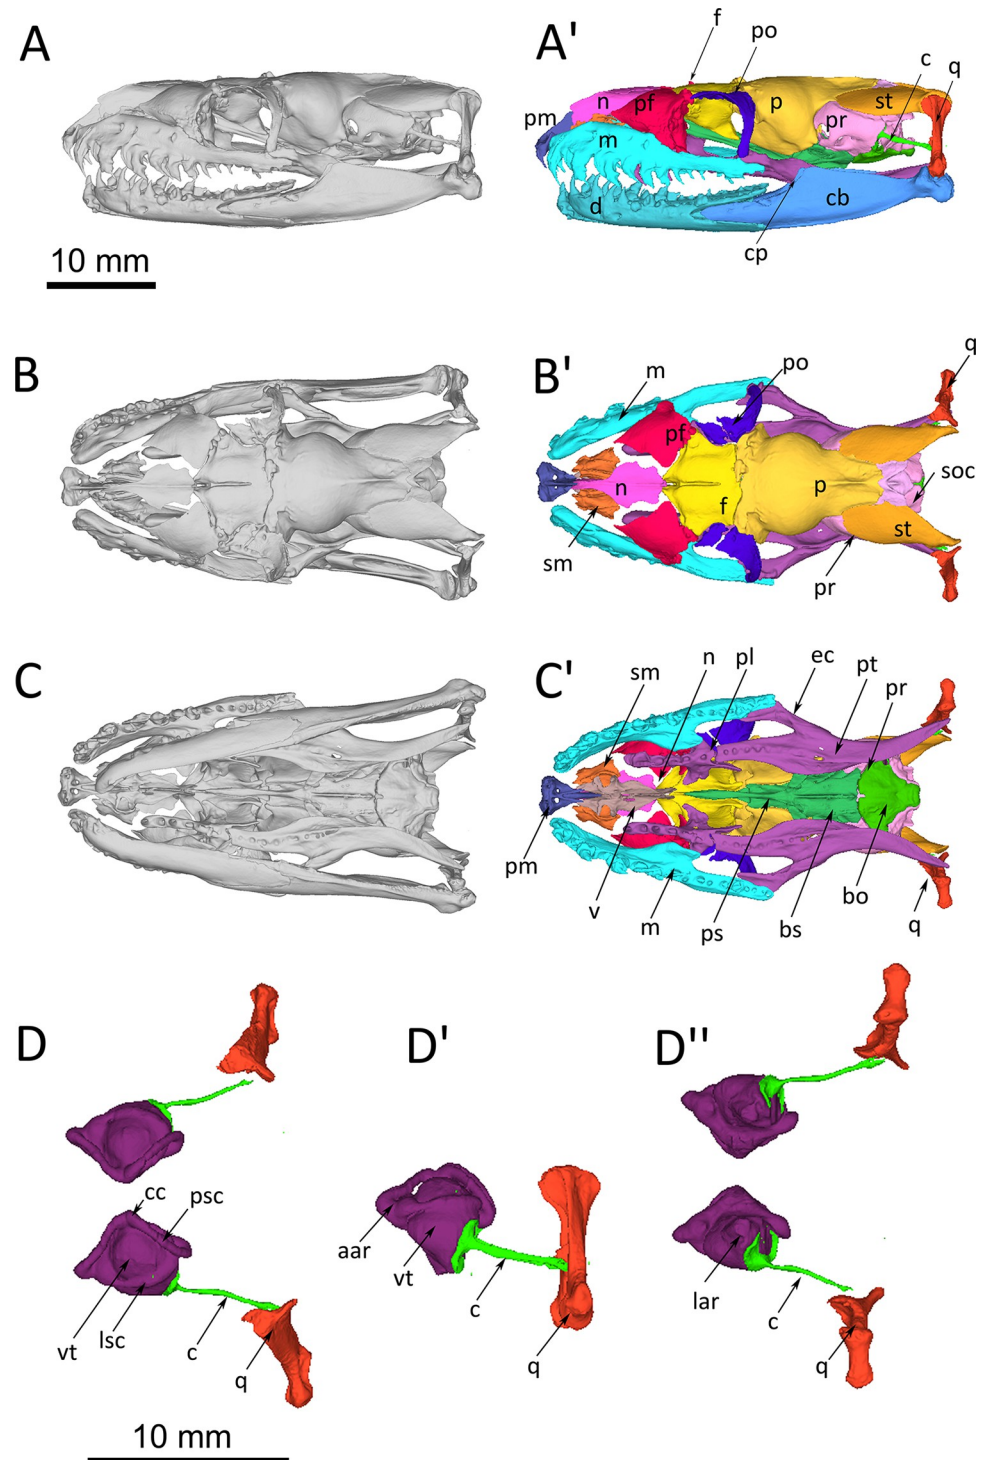 A
A'
f
po
c
q
n
pf
p
st
pm
m
pr
d
cb
cp
10 mm
B
B'
q
m
po
pf
n
p
soc
f
st
sm
pr
C
C'
sm
n
pl
ec
pt
pr
pm
v
m
ps
bs
bo
q
D
D'
D''
cc
psc
aar
vt
lar
vt
lsc
c
q
c
q
c
q
10 mm